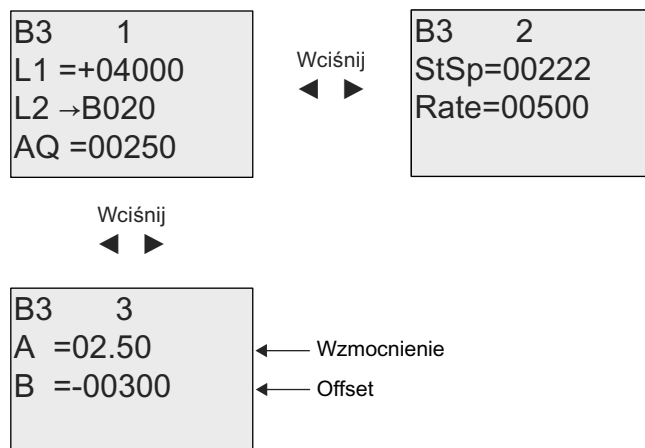 B3 1
L1 =+04000
L2 →B020
AQ =00250
Wciśnij
◄ ►
B3 2
StSp=00222
Rate=00500
Wciśnij
◄ ►
B3 3
A =02.50
B =-00300
Wzmocnienie
Offset